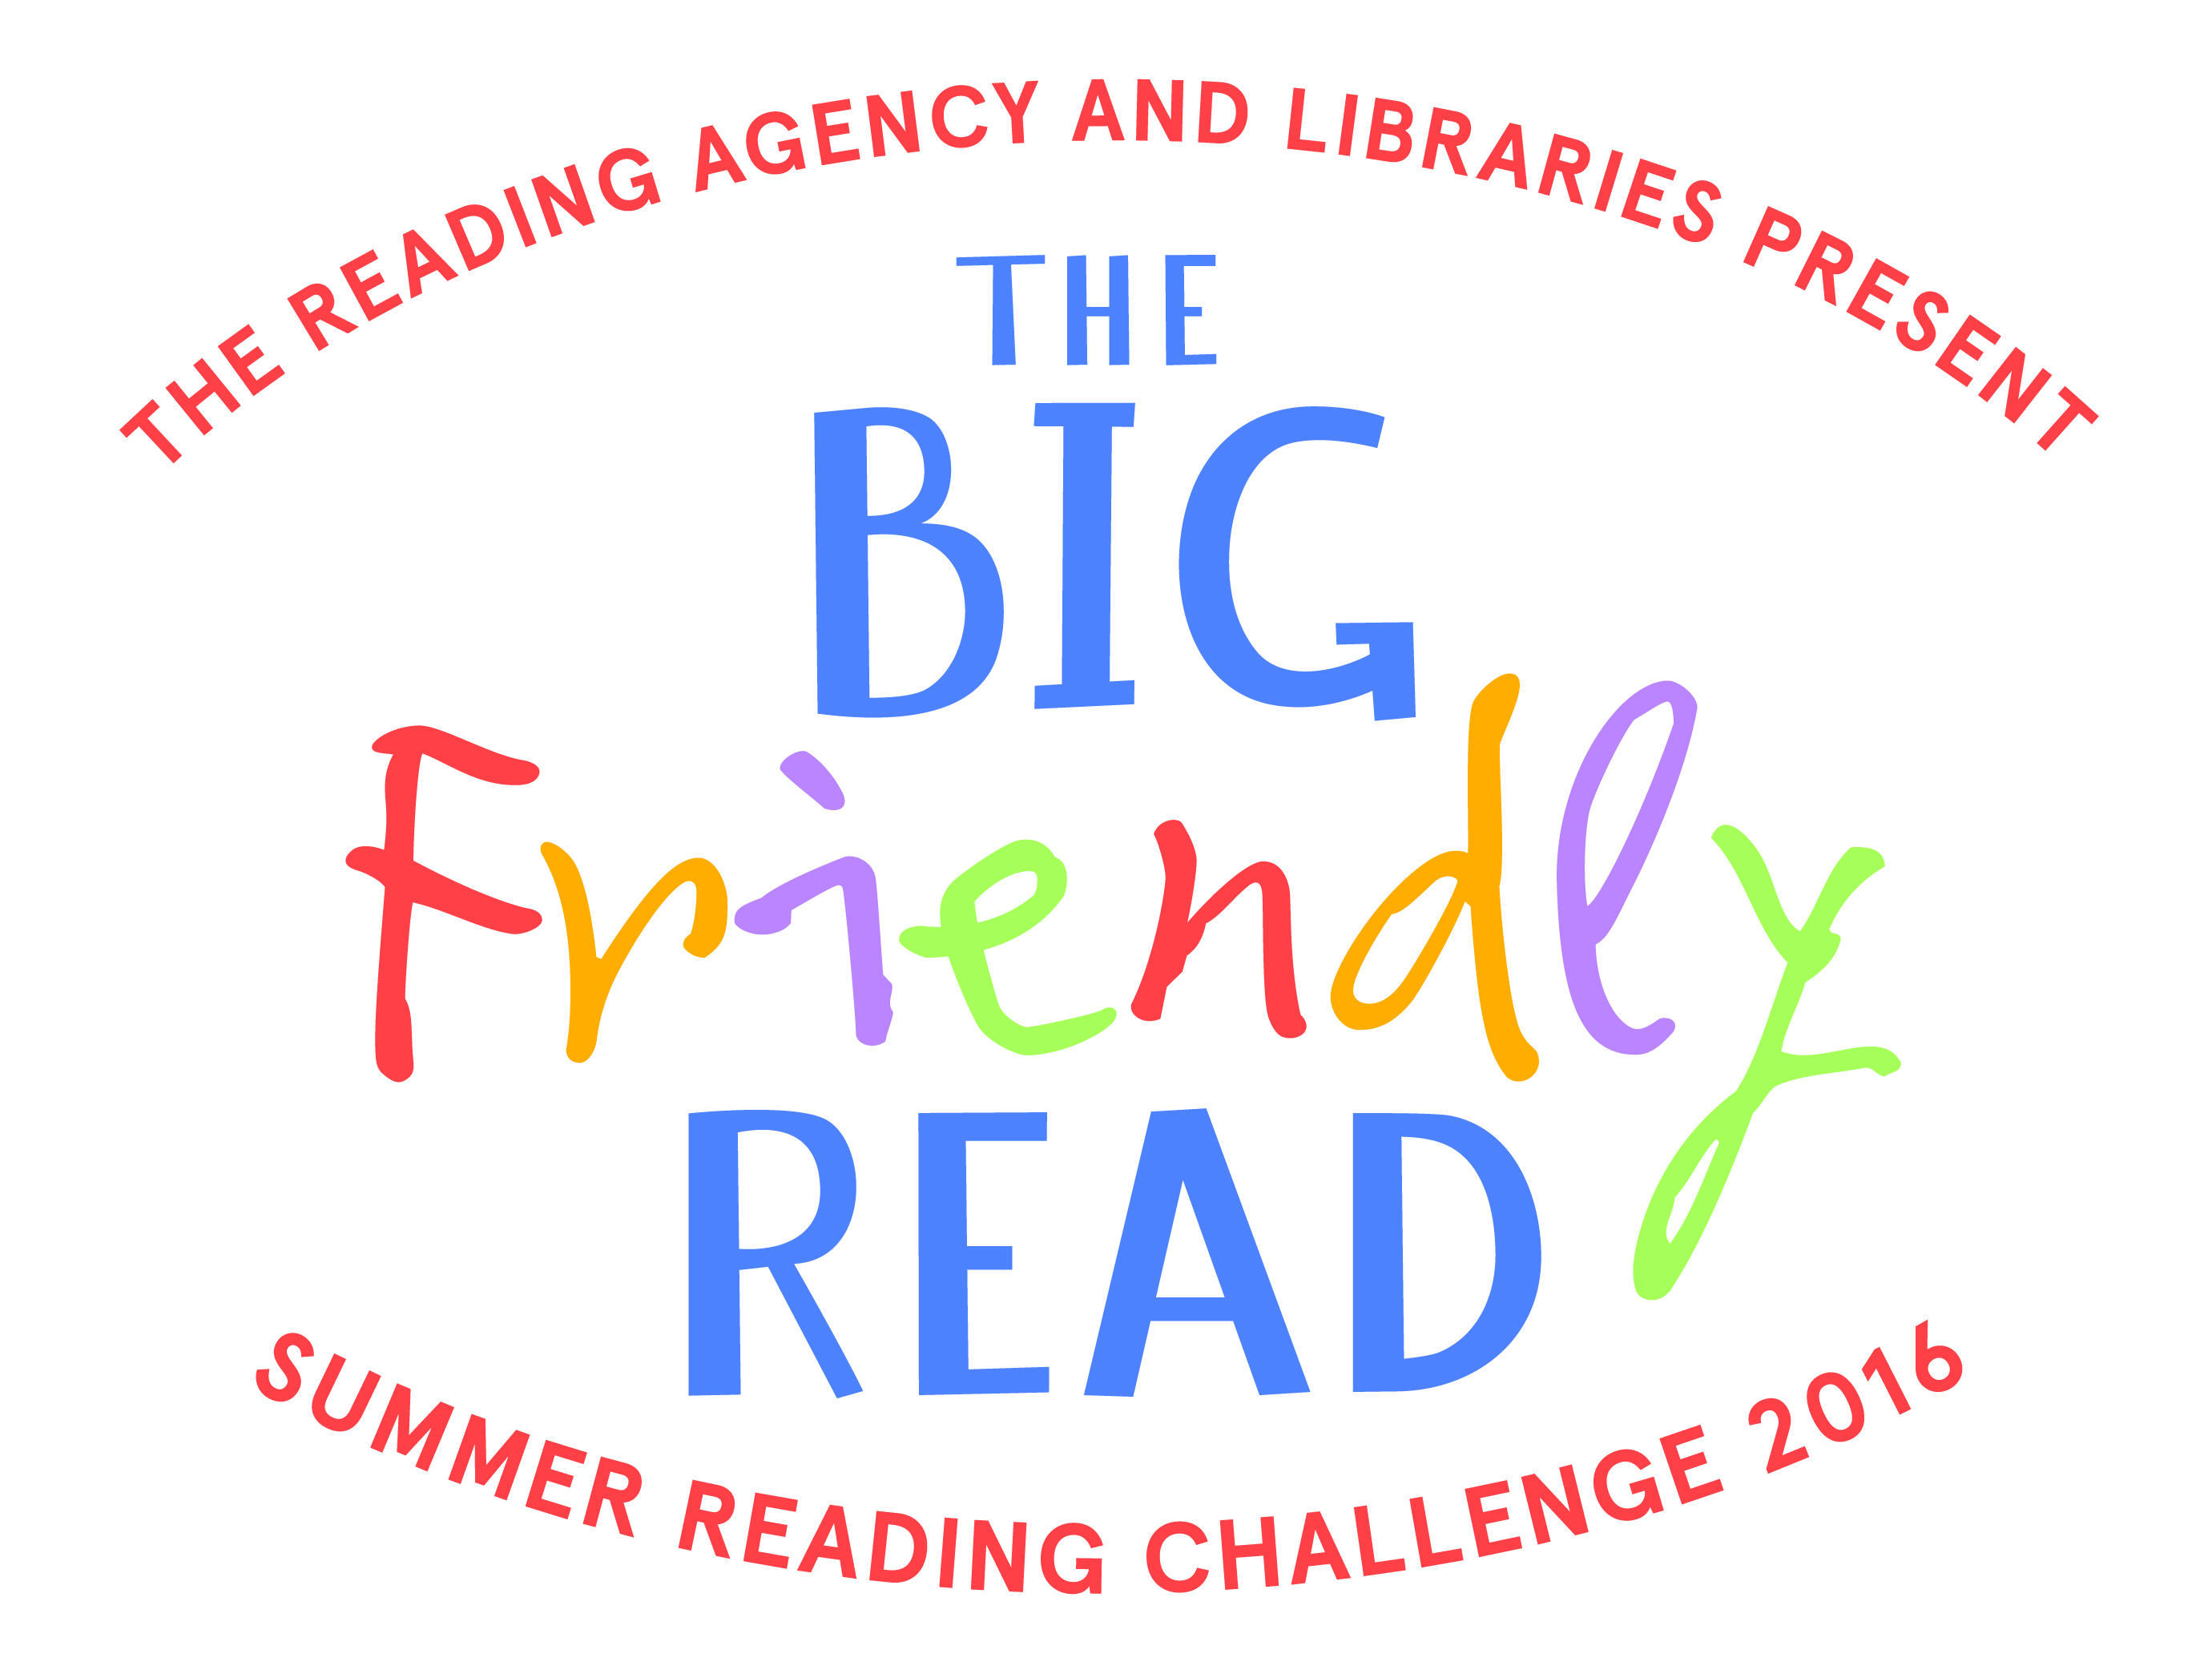 THE READING AGENCY AND LIBRARIES PRESENT
THE
BIG
Friendly
READ
SUMMER READING CHALLENGE 2016